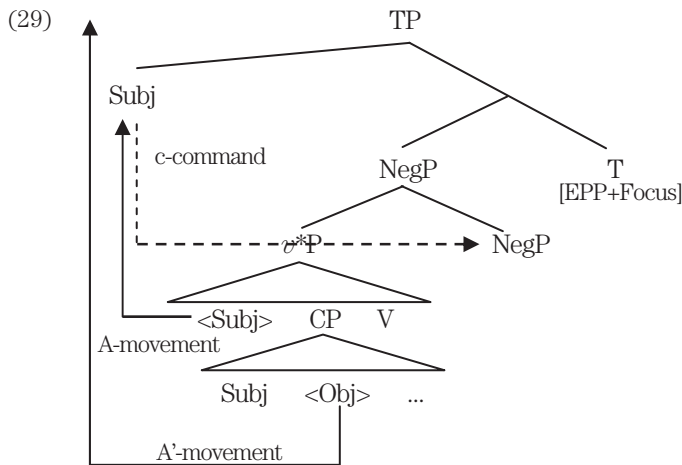 (29) TP
Subj
c-command
NegP T
[EPP+Focus]
v*P NegP
<Subj> CP V
A-movement
Subj <Obj> ...
A'-movement